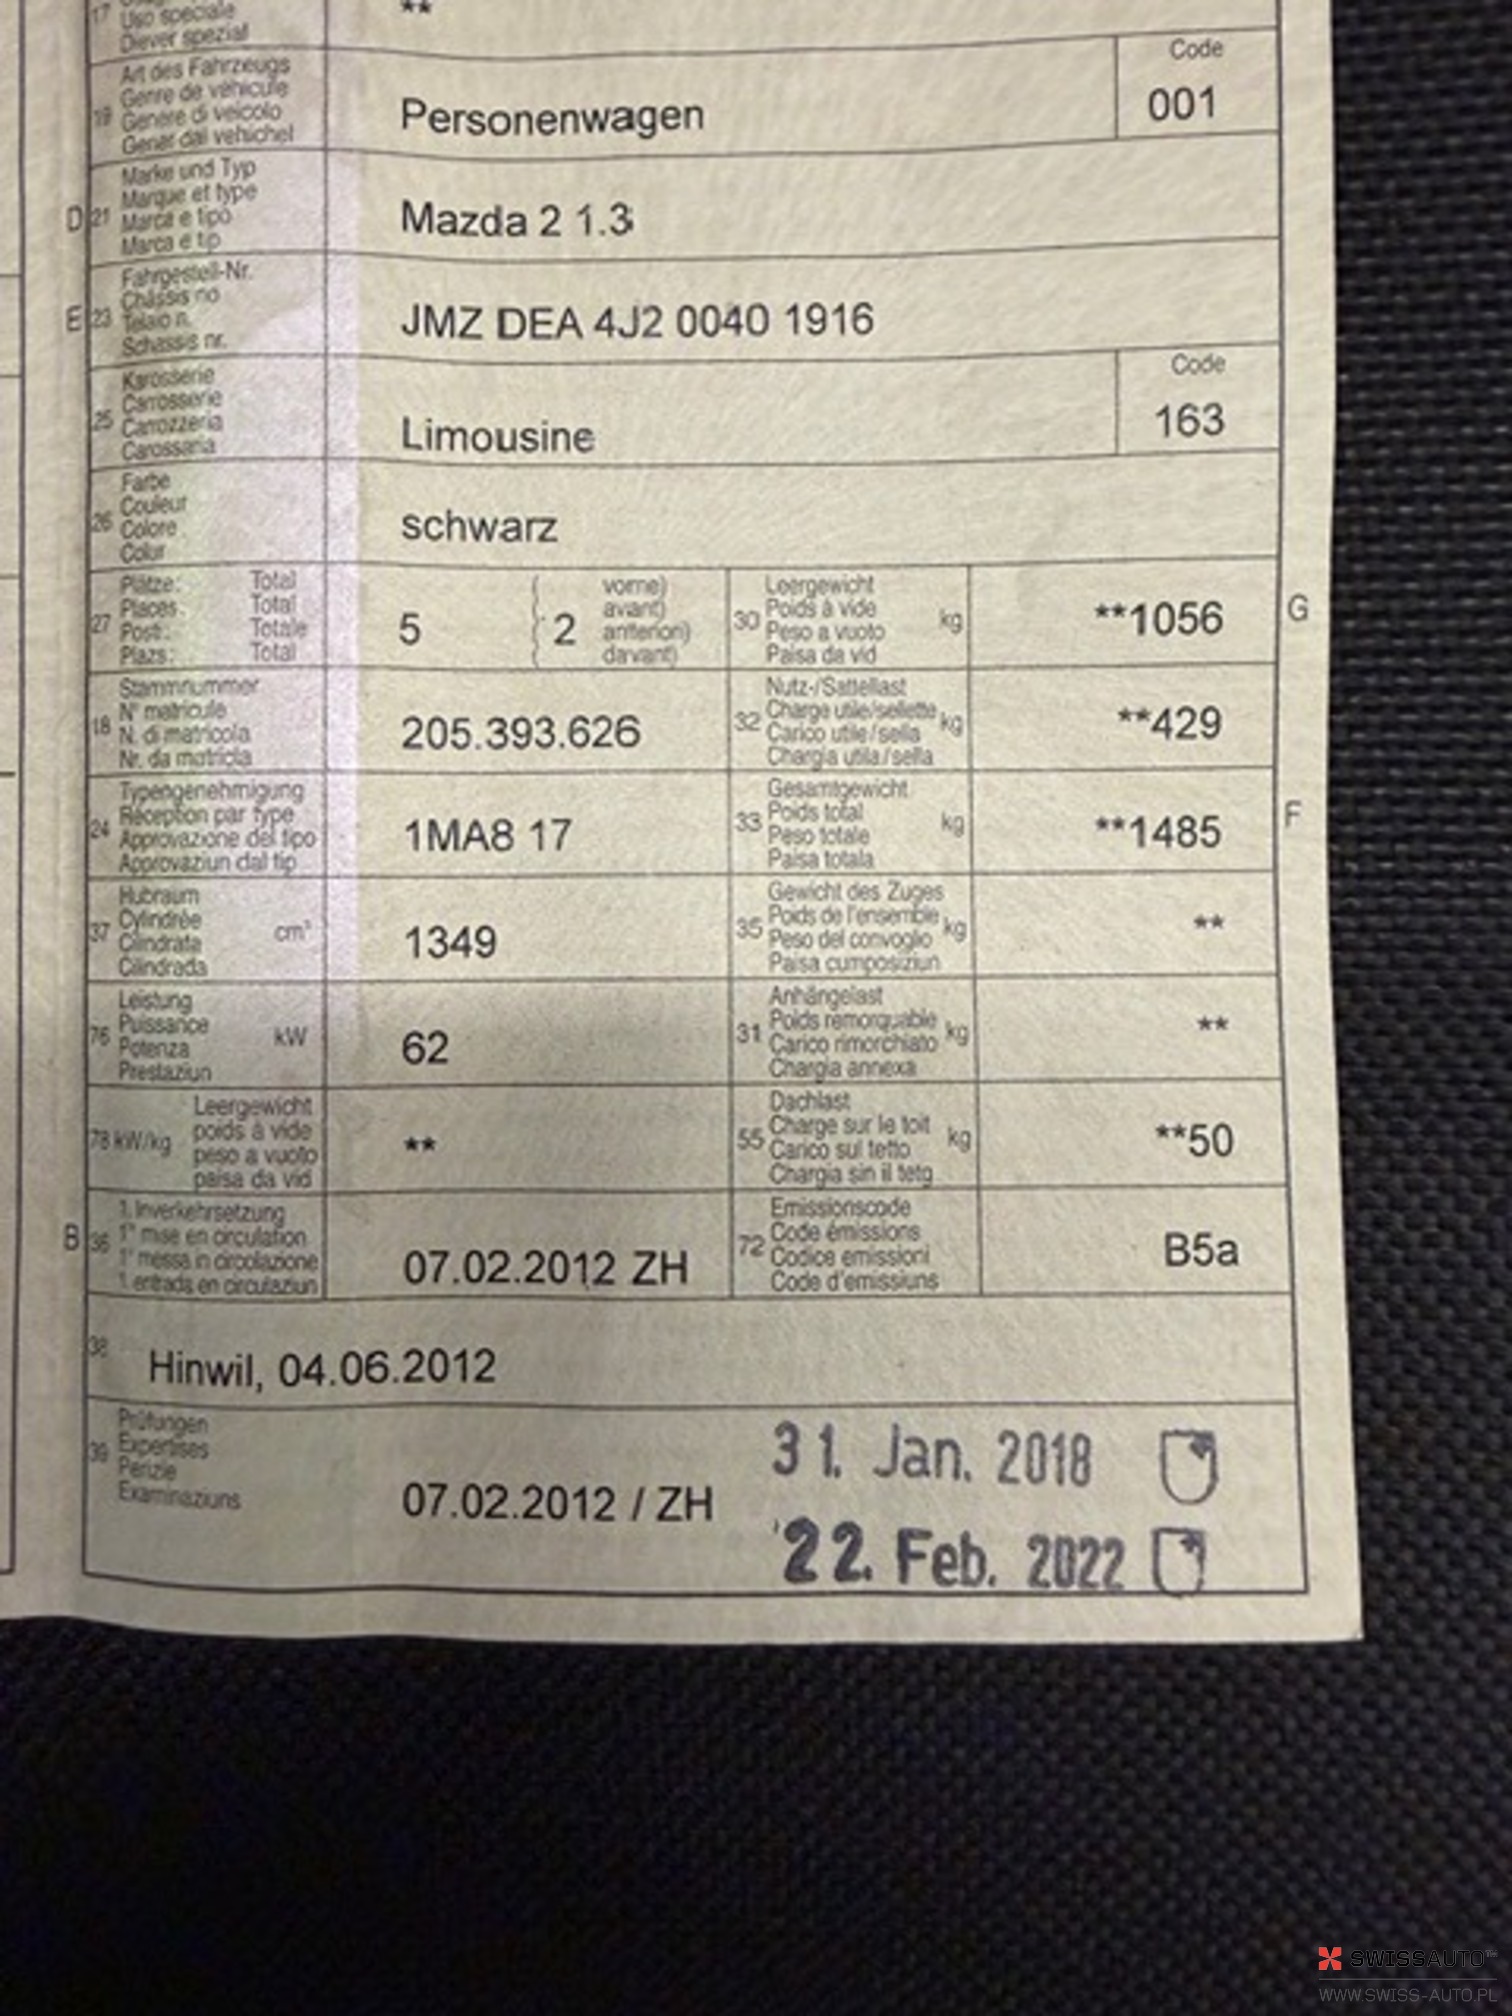 17 Uso speciale **
Diever spezial
19 Art des Fahrzeugs
Genre de véhicule
Genere di veicolo
Gener dal vehichel
Personenwagen
Code
001
D 21 Marke und Typ
Marque et type
Marca e tipo
Marca e tip
Mazda 2 1.3
E 23 Fahrgestell-Nr.
Châssis no
Telaio n.
Schassis nr.
JMZ DEA 4J2 0040 1916
25 Karosserie
Carrosserie
Carozzeria
Carossaria
Limousine
Code
163
26 Farbe
Couleur
Colore
Colur
schwarz
27 Plätze: Total
Places: Total
Posti: Totale
Plazs: Total
5 ( 2 vorne)
( avant)
( anteriori)
( davant)
30 Leergewicht
Poids à vide
Peso a vuoto
Paisa da vid
kg **1056 G
18 Stammnummer
N° matricule
N. di matricola
Nr. da matricla
205.393.626
32 Nutz-/Sattellast
Charge utile/sellette
Carico utile/sella
Chargia utila/sella
kg **429
24 Typengenehmigung
Réception par type
Approvazione del tipo
Approvaziun dal tip
1MA8 17
33 Gesamtgewicht
Poids total
Peso totale
Paisa totala
kg **1485 F
37 Hubraum
Cylindrée
Cilindrata
Cilindrada
cm³ 1349
35 Gewicht des Zuges
Poids de l'ensemble
Peso del convoglio
Paisa cumposiziun
kg **
76 Leistung
Puissance
Potenza
Prestaziun
kW 62
31 Anhängelast
Poids remorquable
Carico rimorchiato
Chargia annexa
kg **
78 kW/kg Leergewicht
poids à vide
peso a vuoto
paisa da vid
**
55 Dachlast
Charge sur le toit
Carico sul tetto
Chargia sin il tetg
kg **50
B 36 1. Inverkehrsetzung
1e mise en circulation
1a messa in circolazione
1. entrada en circulaziun
07.02.2012 ZH
72 Emissionscode
Code émissions
Codice emissioni
Code d'emissiuns
B5a
38 Hinwil, 04.06.2012
39 Prüfungen
Expertises
Perizie
Examinaziuns
07.02.2012 / ZH
31. Jan. 2018
22. Feb. 2022
SWISSAUTO™
WWW.SWISS-AUTO.PL